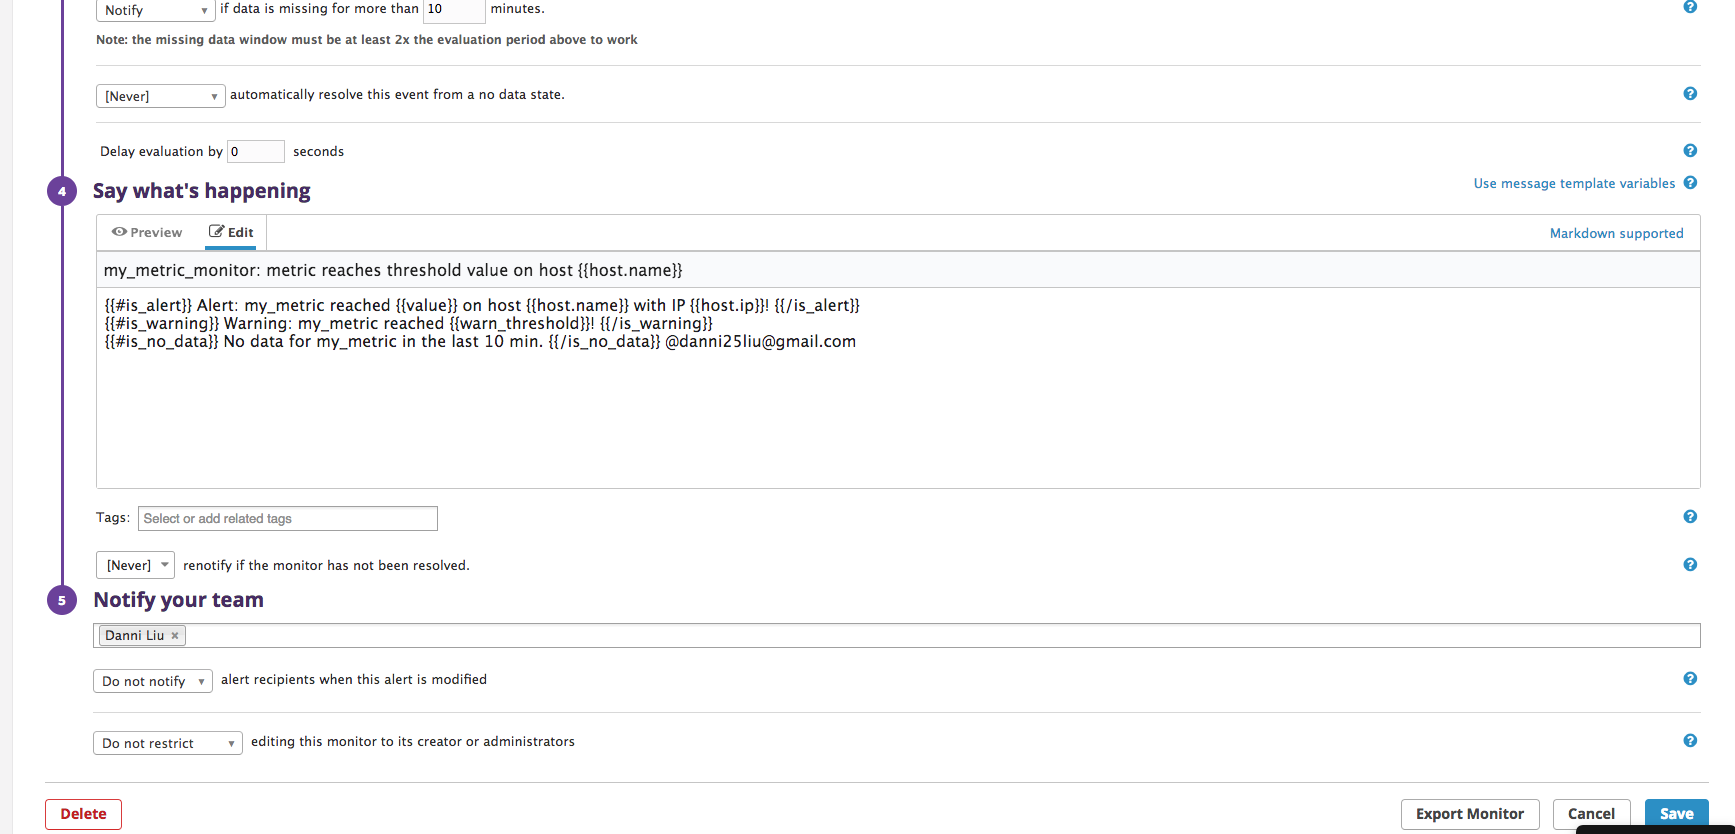 Notify ▼ if data is missing for more than 10 minutes. ?
Note: the missing data window must be at least 2x the evaluation period above to work
[Never] ▼ automatically resolve this event from a no data state. ?
Delay evaluation by 0 seconds ?
4 Say what's happening Use message template variables ?
Preview Edit Markdown supported
my_metric_monitor: metric reaches threshold value on host {{host.name}}
{{#is_alert}} Alert: my_metric reached {{value}} on host {{host.name}} with IP {{host.ip}}! {{/is_alert}}
{{#is_warning}} Warning: my_metric reached {{warn_threshold}}! {{/is_warning}}
{{#is_no_data}} No data for my_metric in the last 10 min. {{/is_no_data}} @danni25liu@gmail.com
Tags: Select or add related tags ?
[Never] ▼ renotify if the monitor has not been resolved. ?
5 Notify your team
Danni Liu ×
Do not notify ▼ alert recipients when this alert is modified ?
Do not restrict ▼ editing this monitor to its creator or administrators ?
Delete Export Monitor Cancel Save